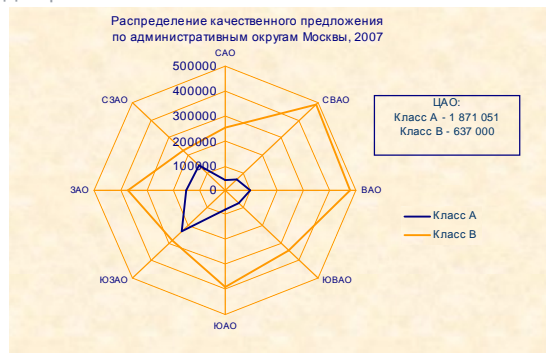 Распределение качественного предложения
по административным округам Москвы, 2007
САО
500000
СЗАО
СВАО
400000
300000
200000
100000
0
ЗАО
ВАО
ЮЗАО
ЮВАО
ЮАО
ЦАО:
Класс А - 1 871 051
Класс В - 637 000
Класс А
Класс В